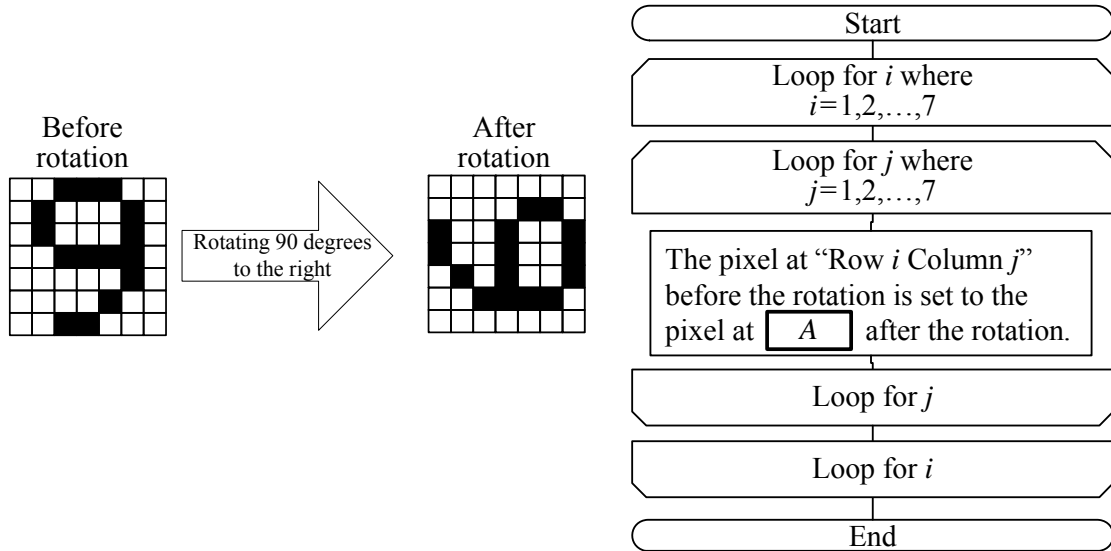 Before
rotation
Rotating 90 degrees
to the right
After
rotation
Start
Loop for i where
i=1,2,…,7
Loop for j where
j=1,2,…,7
The pixel at “Row i Column j”
before the rotation is set to the
pixel at A after the rotation.
Loop for j
Loop for i
End